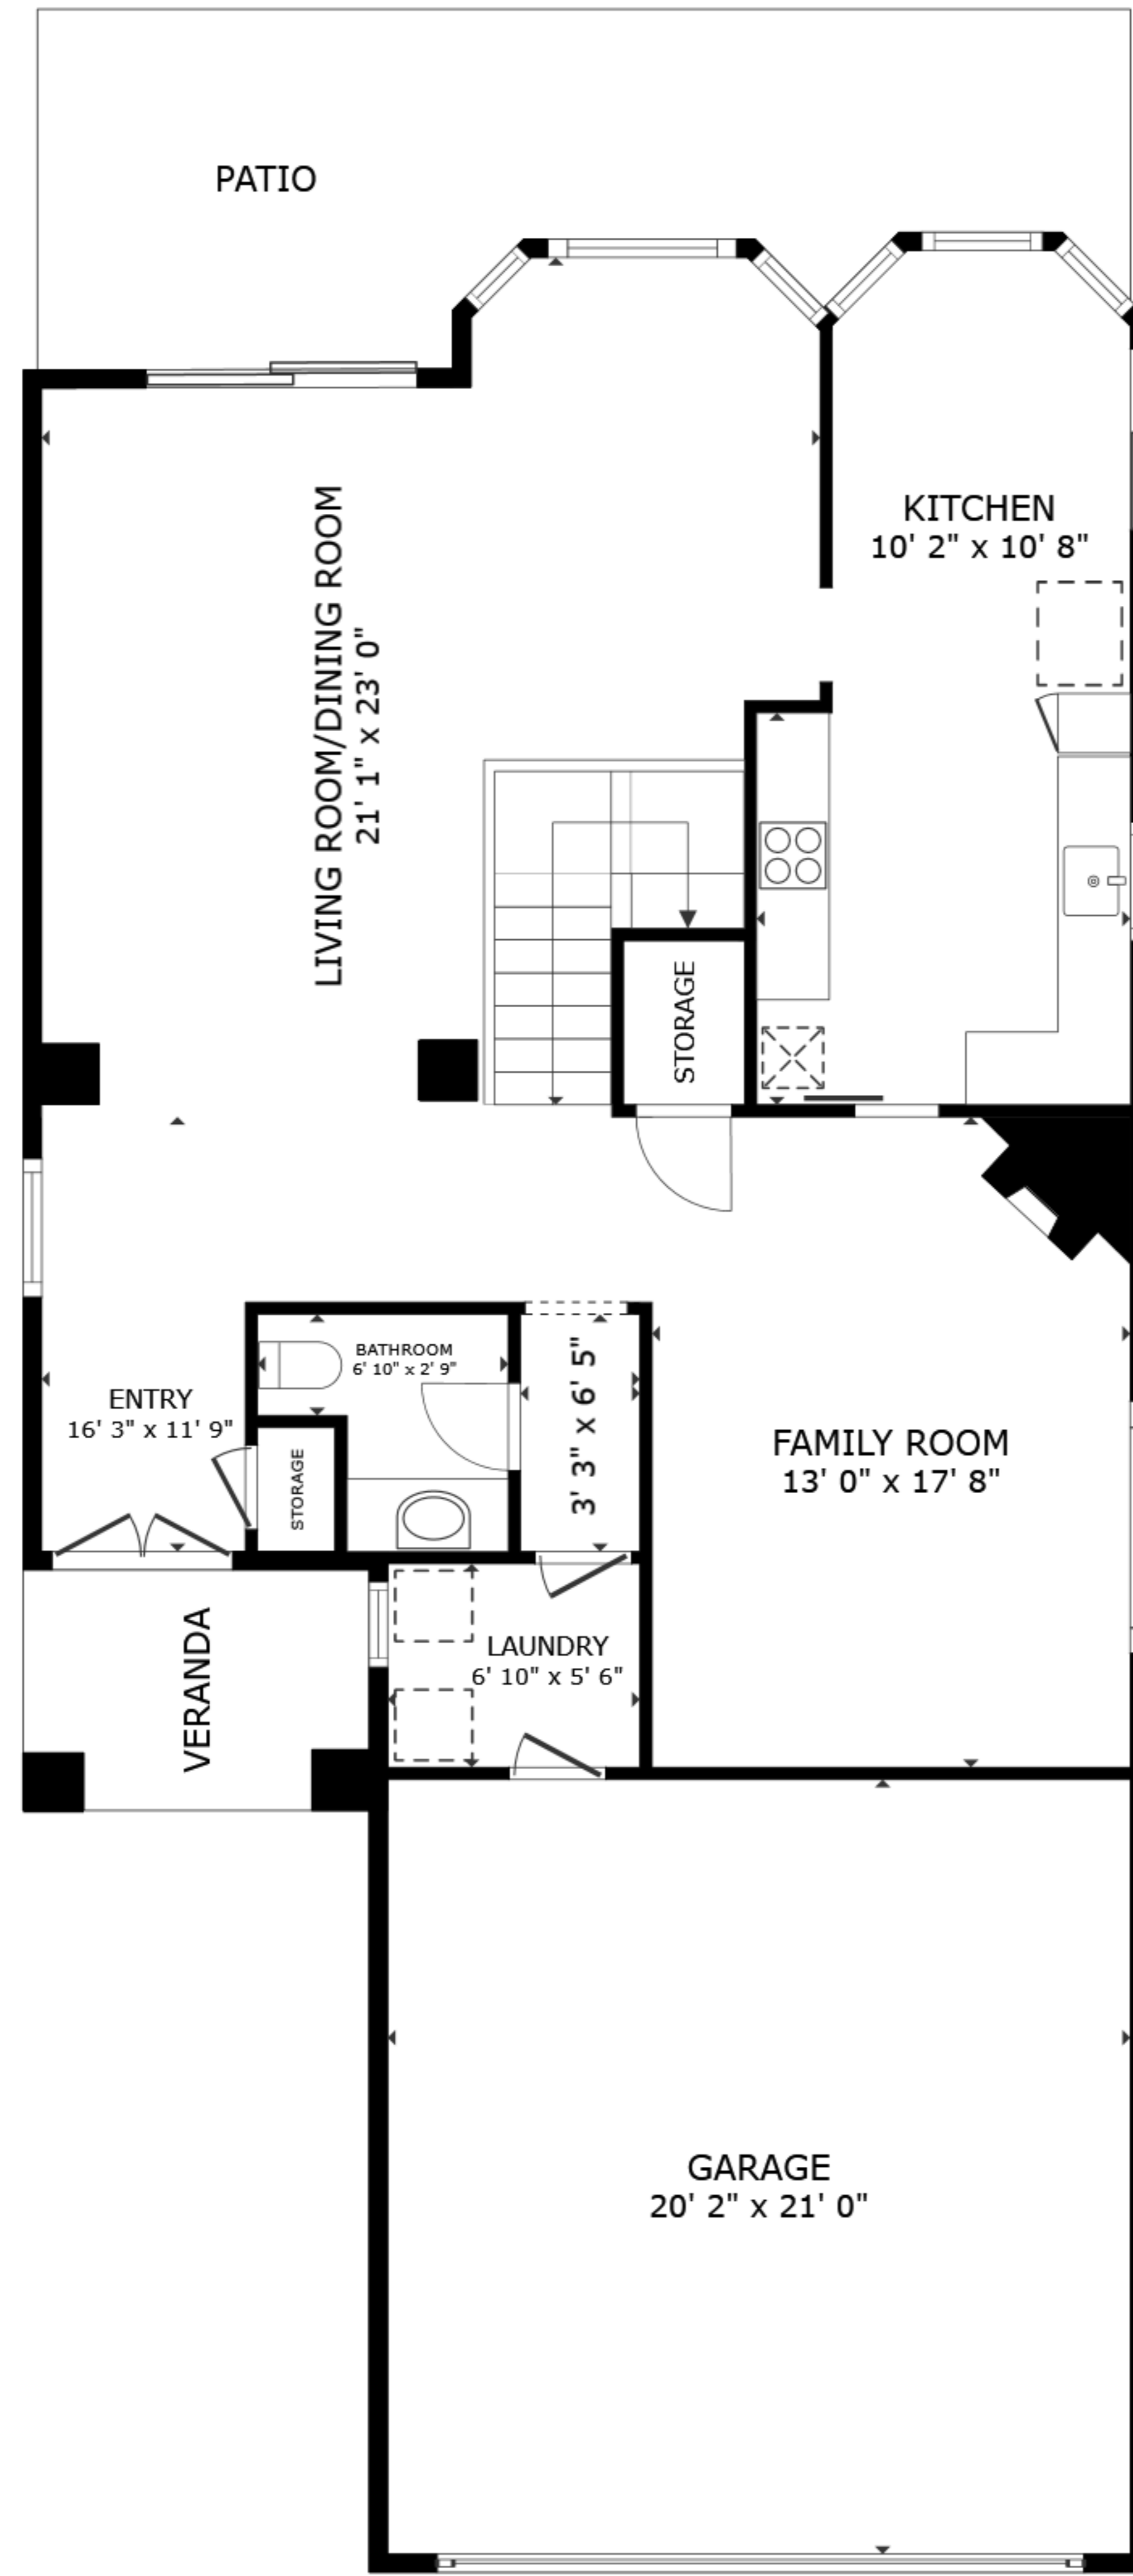 PATIO
KITCHEN
10' 2" x 10' 8"
LIVING ROOM/DINING ROOM
21' 1" x 23' 0"
STORAGE
BATHROOM
6' 10" x 2' 9"
3' 3" x 6' 5"
ENTRY
16' 3" x 11' 9"
STORAGE
FAMILY ROOM
13' 0" x 17' 8"
VERANDA
LAUNDRY
6' 10" x 5' 6"
GARAGE
20' 2" x 21' 0"